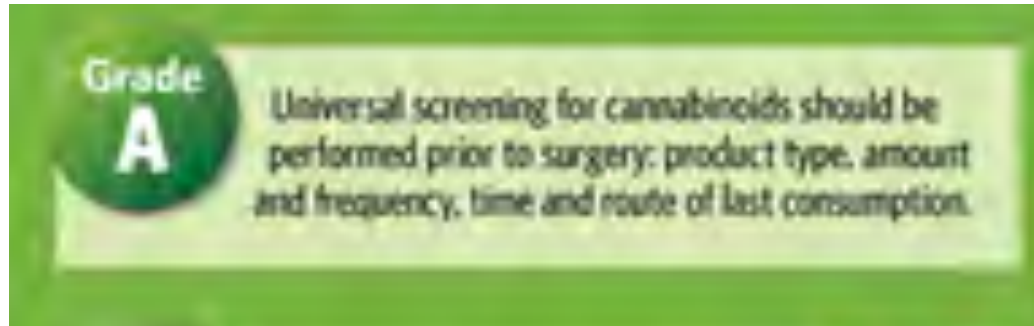 Grade
A
Universal screening for cannabinoids should be
performed prior to surgery: product type, amount
and frequency, time and route of last consumption.